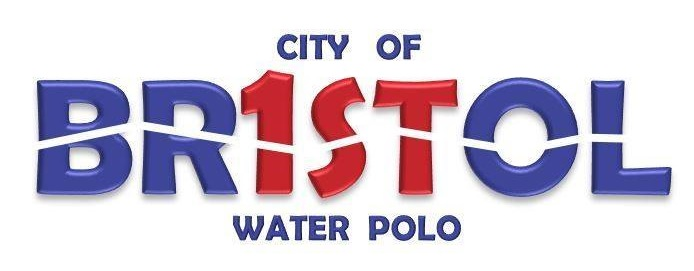 CITY OF
BR1STOL
WATER POLO